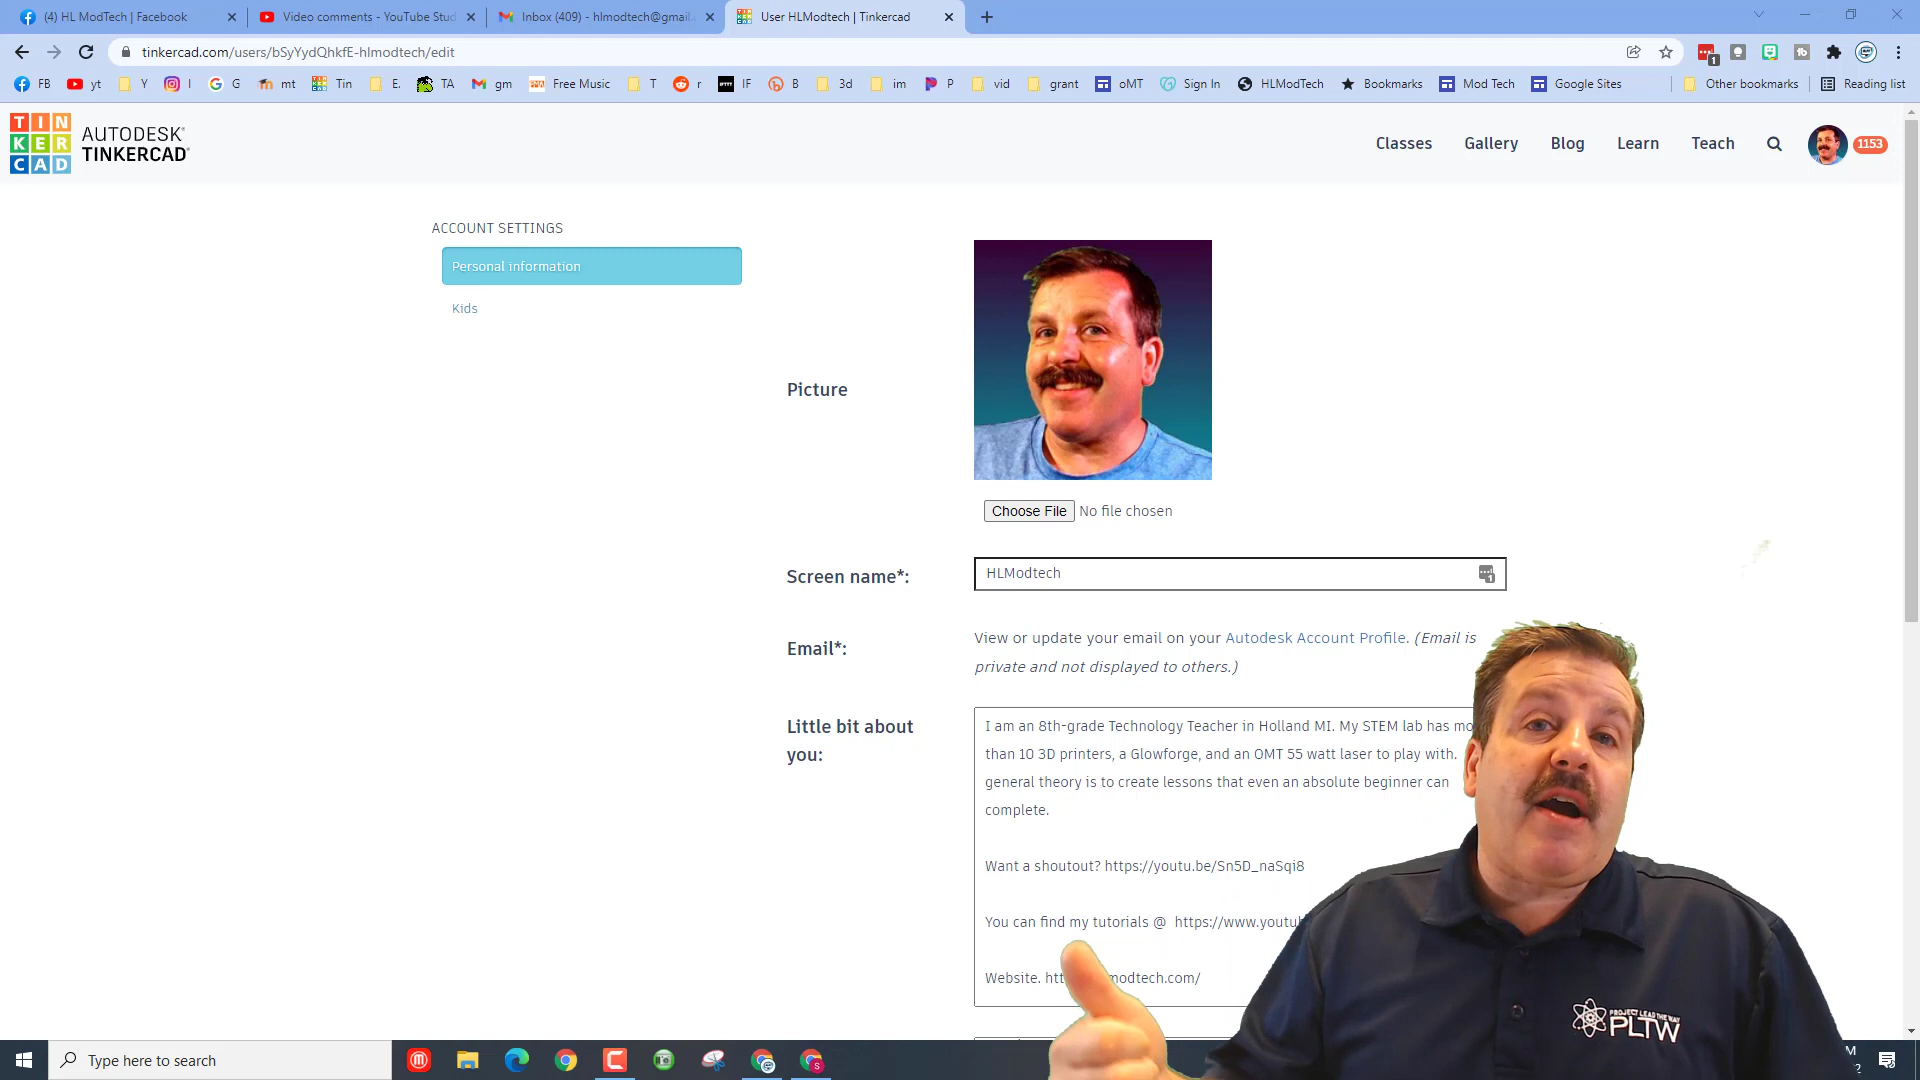 (4) HL ModTech | Facebook
Video comments - YouTube Stud
Inbox (409) - hlmodtech@gmail.
User HLModtech | Tinkercad
tinkercad.com/users/bSyYydQhkfE-hlmodtech/edit
FB yt Y I G mt Tin E. TA gm Free Music T r IF B 3d im P vid grant oMT Sign In HLModTech Bookmarks Mod Tech Google Sites Other bookmarks Reading list
TIN
KER
CAD
AUTODESK
TINKERCAD
Classes Gallery Blog Learn Teach 1153
ACCOUNT SETTINGS
Personal information
Kids
Picture
Choose File No file chosen
Screen name*: HLModtech
Email*: View or update your email on your Autodesk Account Profile. (Email is
private and not displayed to others.)
Little bit about
you:
I am an 8th-grade Technology Teacher in Holland MI. My STEM lab has mo
than 10 3D printers, a Glowforge, and an OMT 55 watt laser to play with.
general theory is to create lessons that even an absolute beginner can
complete.
Want a shoutout? https://youtu.be/Sn5D_naSqi8
You can find my tutorials @ https://www.youtu
Website. htt modtech.com/
PROJECT LEAD THE WAY
PLTW
Type here to search